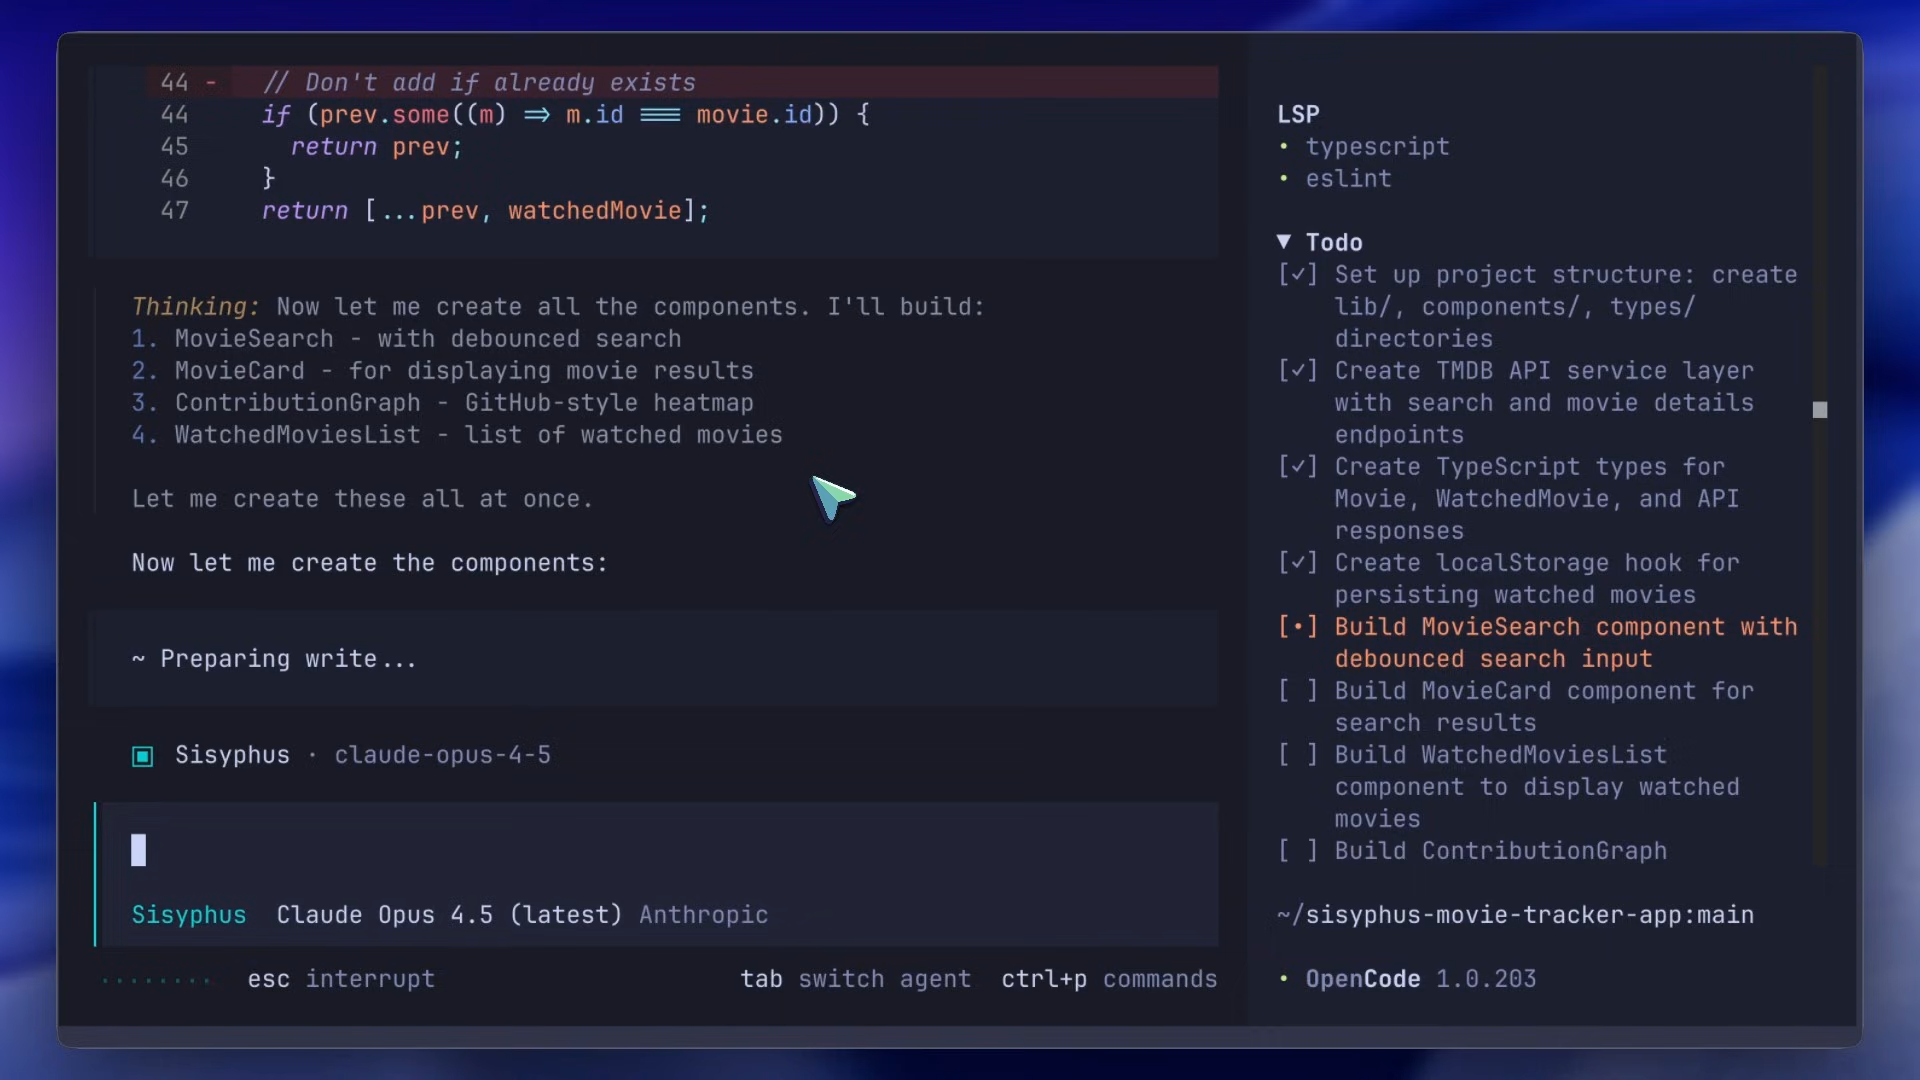 44 - // Don't add if already exists
44 if (prev.some((m) => m.id === movie.id)) {
45 return prev;
46 }
47 return [...prev, watchedMovie];
Thinking: Now let me create all the components. I'll build:
1. MovieSearch - with debounced search
2. MovieCard - for displaying movie results
3. ContributionGraph - GitHub-style heatmap
4. WatchedMoviesList - list of watched movies
Let me create these all at once.
Now let me create the components:
~ Preparing write...
▣ Sisyphus · claude-opus-4-5
Sisyphus Claude Opus 4.5 (latest) Anthropic
esc interrupt
tab switch agent ctrl+p commands
LSP
• typescript
• eslint
▼ Todo
[✓] Set up project structure: create
lib/, components/, types/
directories
[✓] Create TMDB API service layer
with search and movie details
endpoints
[✓] Create TypeScript types for
Movie, WatchedMovie, and API
responses
[✓] Create localStorage hook for
persisting watched movies
[•] Build MovieSearch component with
debounced search input
[ ] Build MovieCard component for
search results
[ ] Build WatchedMoviesList
component to display watched
movies
[ ] Build ContributionGraph
~/sisyphus-movie-tracker-app:main
• OpenCode 1.0.203